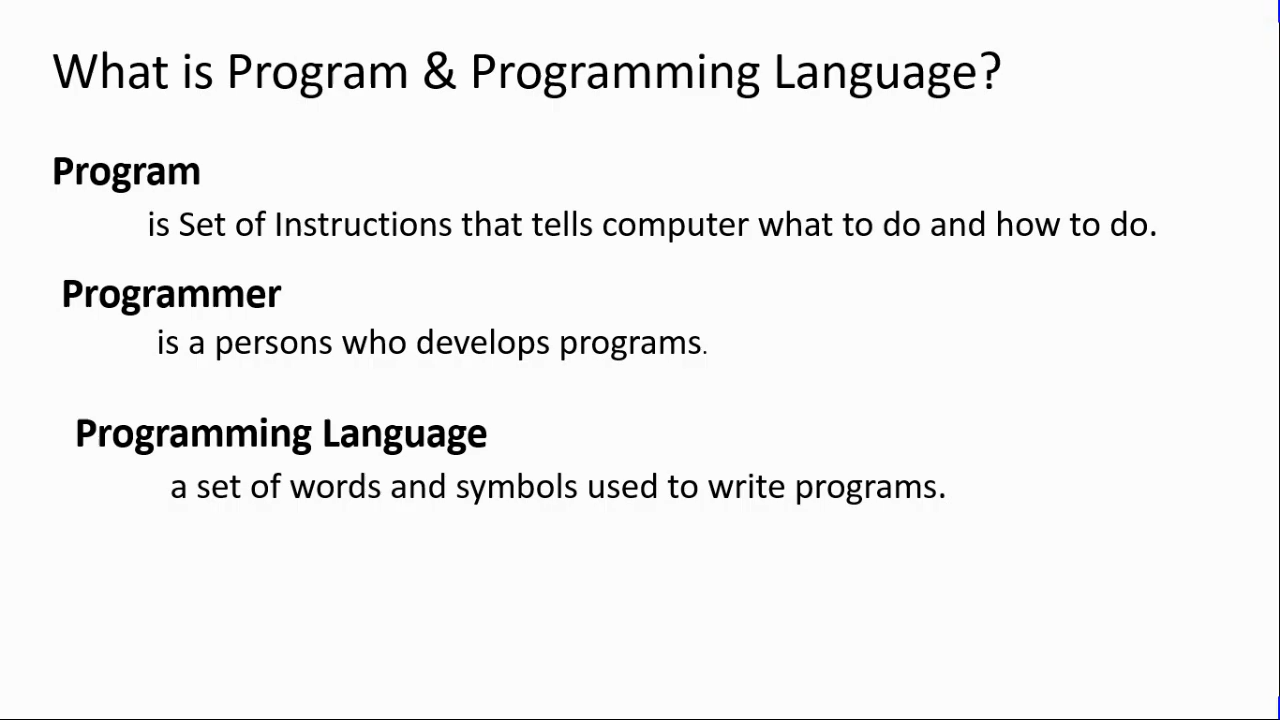 What is Program & Programming Language?
Program
is Set of Instructions that tells computer what to do and how to do.
Programmer
is a persons who develops programs.
Programming Language
a set of words and symbols used to write programs.